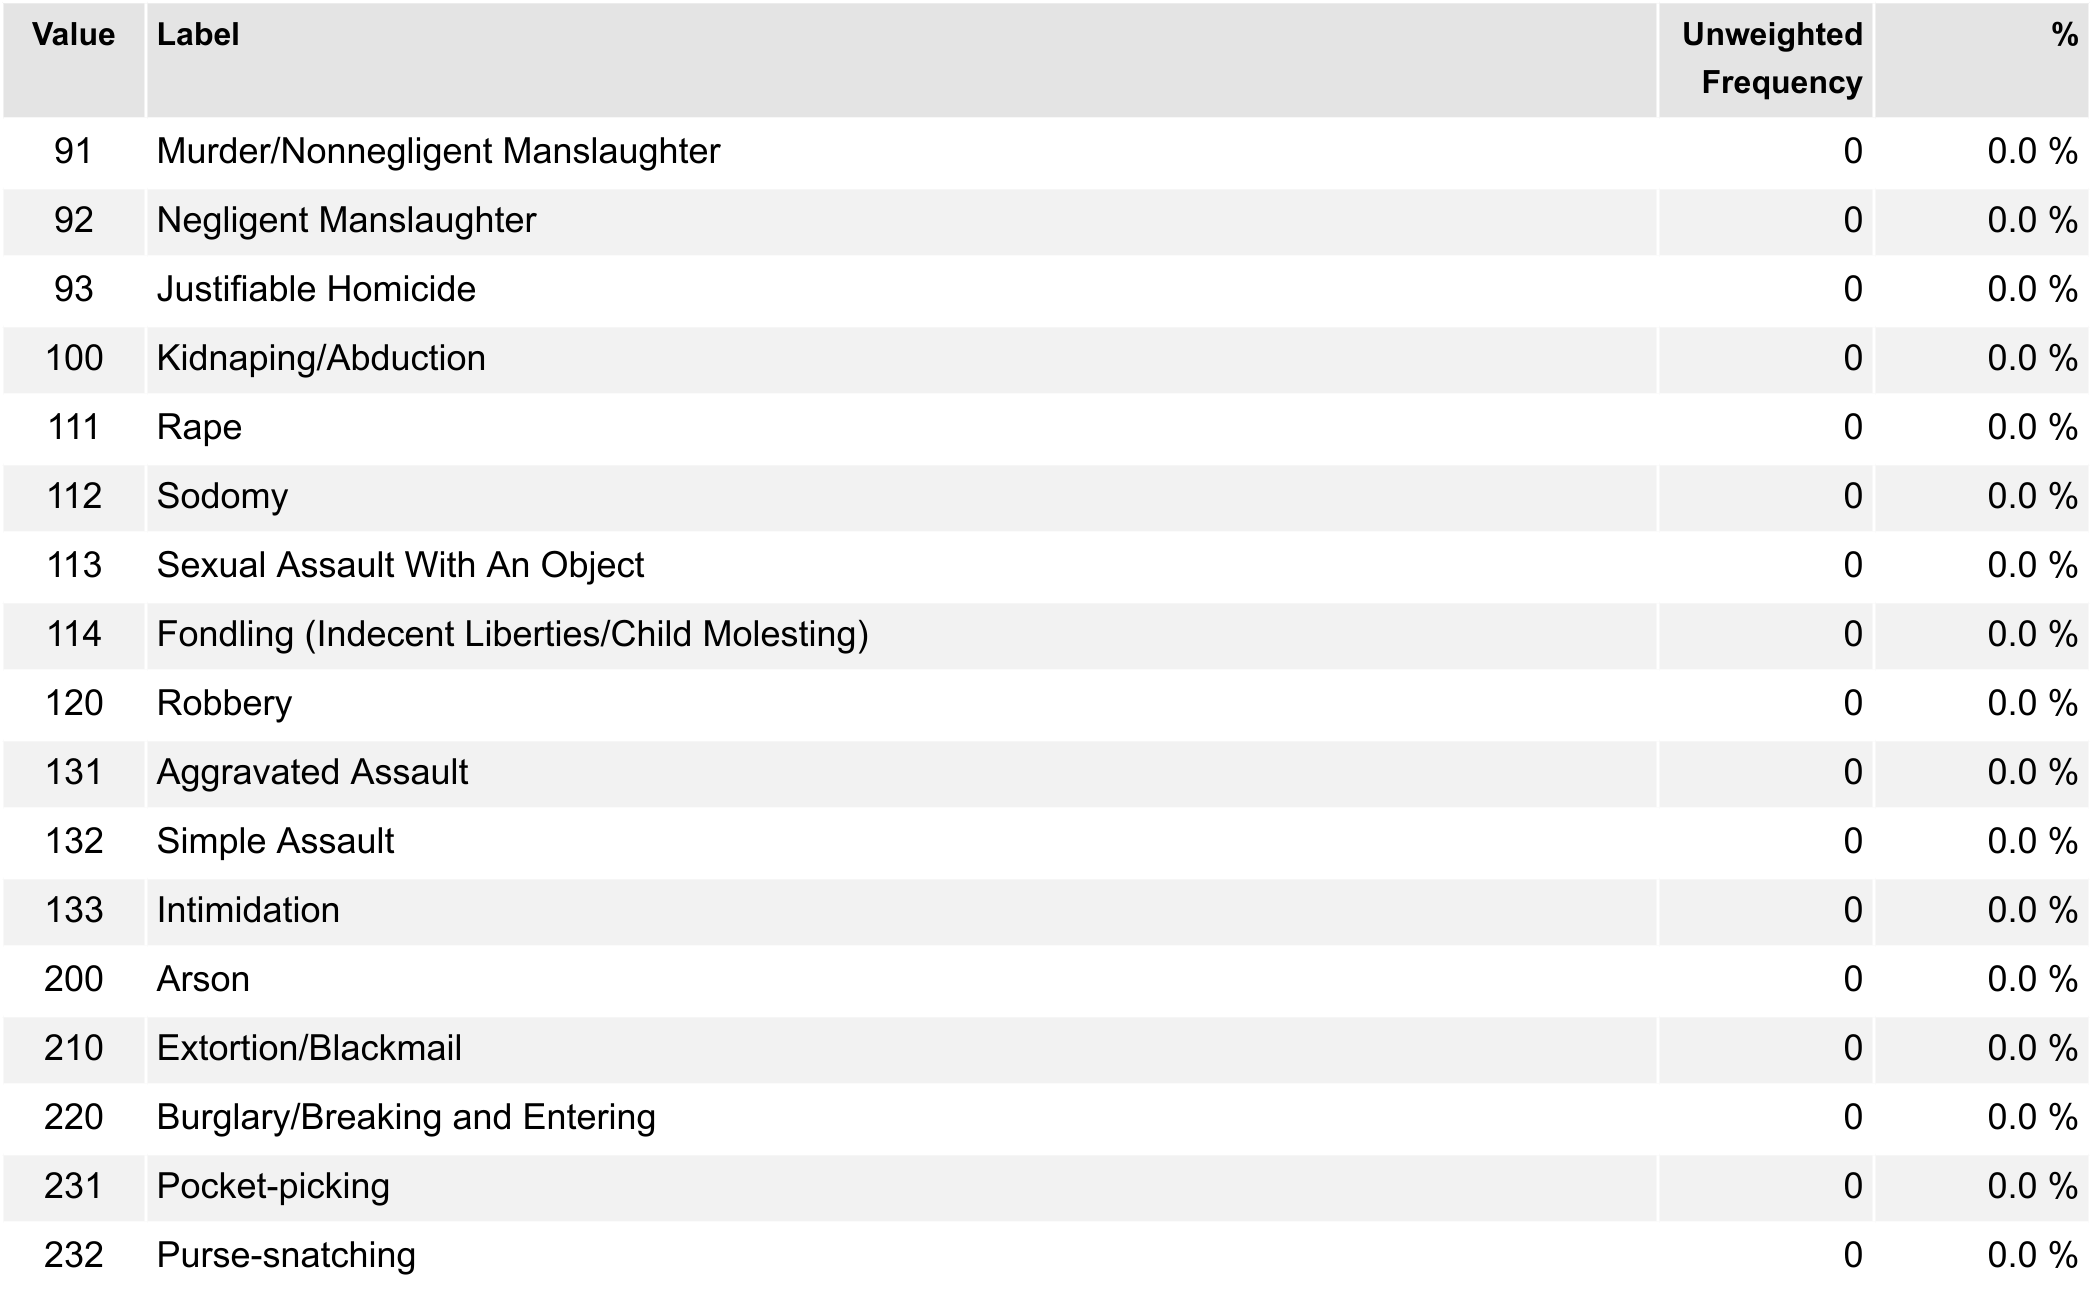 Value Label Unweighted Frequency %
91 Murder/Nonnegligent Manslaughter 0 0.0 %
92 Negligent Manslaughter 0 0.0 %
93 Justifiable Homicide 0 0.0 %
100 Kidnaping/Abduction 0 0.0 %
111 Rape 0 0.0 %
112 Sodomy 0 0.0 %
113 Sexual Assault With An Object 0 0.0 %
114 Fondling (Indecent Liberties/Child Molesting) 0 0.0 %
120 Robbery 0 0.0 %
131 Aggravated Assault 0 0.0 %
132 Simple Assault 0 0.0 %
133 Intimidation 0 0.0 %
200 Arson 0 0.0 %
210 Extortion/Blackmail 0 0.0 %
220 Burglary/Breaking and Entering 0 0.0 %
231 Pocket-picking 0 0.0 %
232 Purse-snatching 0 0.0 %